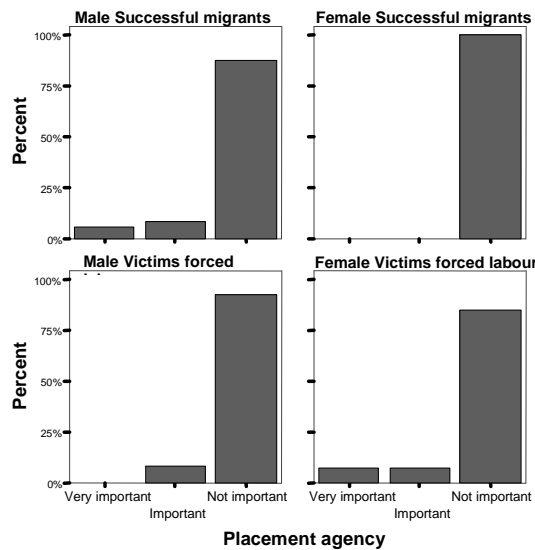 Male Successful migrants
Female Successful migrants
100%
75%
50%
25%
0%
Percent
Male Victims forced
Female Victims forced labour
100%
75%
50%
25%
0%
Percent
Very important
Important
Not important
Very important
Important
Not important
Placement agency